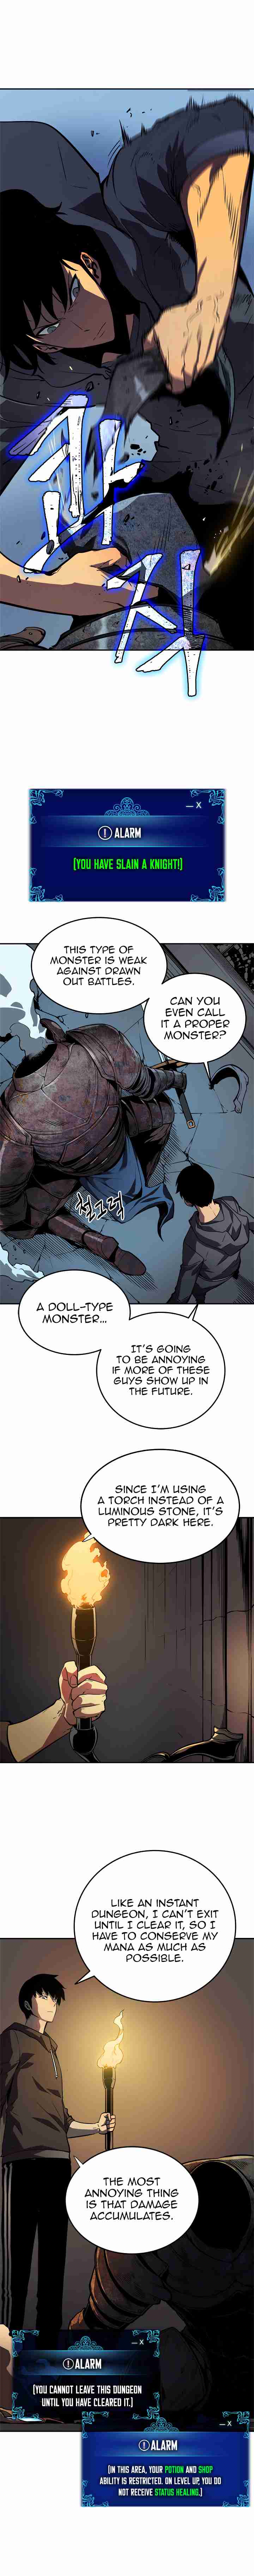 사
삭
— X
! ALARM
[YOU HAVE SLAIN A KNIGHT!]
THIS TYPE OF
MONSTER IS WEAK
AGAINST DRAWN
OUT BATTLES.
CAN YOU
EVEN CALL
IT A PROPER
MONSTER?
철그럭
A DOLL-TYPE
MONSTER...
IT'S GOING
TO BE ANNOYING
IF MORE OF THESE
GUYS SHOW UP IN
THE FUTURE.
SINCE I'M USING
A TORCH INSTEAD OF A
LUMINOUS STONE, IT'S
PRETTY DARK HERE.
LIKE AN INSTANT
DUNGEON, I CAN'T EXIT
UNTIL I CLEAR IT, SO I
HAVE TO CONSERVE MY
MANA AS MUCH AS
POSSIBLE.
THE MOST
ANNOYING THING
IS THAT DAMAGE
ACCUMULATES.
— X
! ALARM
[YOU CANNOT LEAVE THIS DUNGEON
UNTIL YOU HAVE CLEARED IT.]
— X
! ALARM
[IN THIS AREA, YOUR POTION AND SHOP
ABILITY IS RESTRICTED. ON LEVEL UP, YOU DO
NOT RECEIVE STATUS HEALING.]